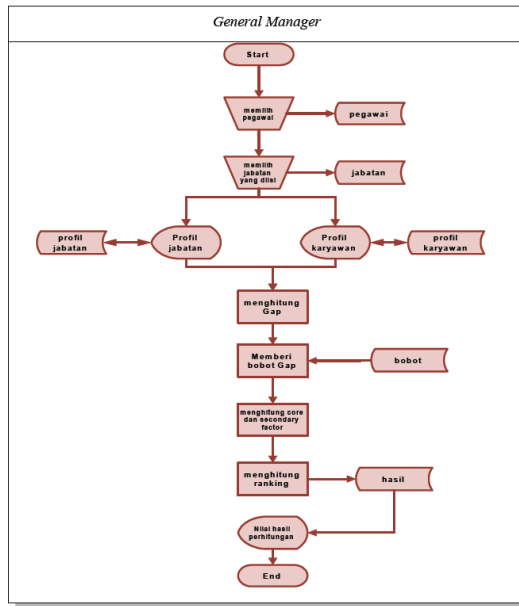 General Manager
Start
memilih
pegawai
pegawai
memilih
jabatan
yang diisi
jabatan
profil
jabatan
Profil
jabatan
Profil
karyawan
profil
karyawan
menghitung
Gap
Memberi
bobot Gap
bobot
menghitung core
dan secondary
factor
menghitung
ranking
hasil
Nilai hasil
perhitungan
End